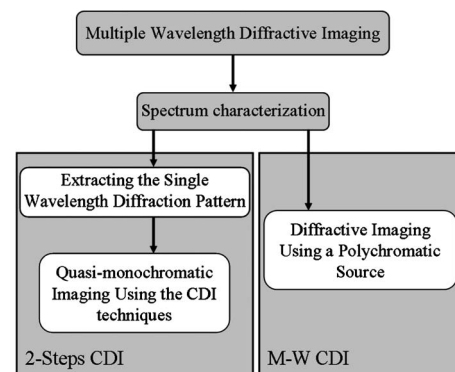 Multiple Wavelength Diffractive Imaging
Spectrum characterization
Extracting the Single
Wavelength Diffraction Pattern
Quasi-monochromatic
Imaging Using the CDI
techniques
2-Steps CDI
Diffractive Imaging
Using a Polychromatic
Source
M-W CDI